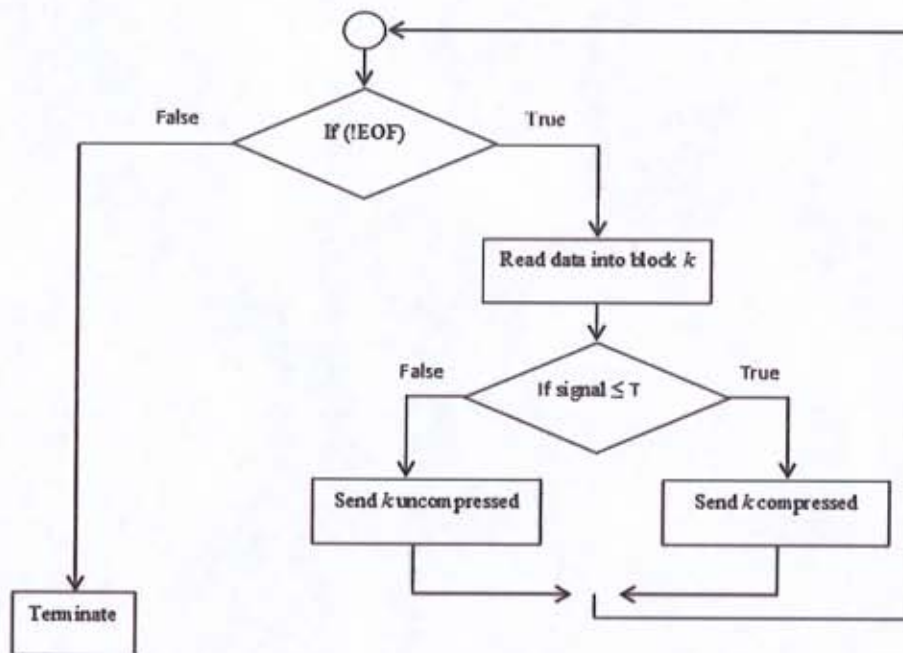 If (!EOF)
False
True
Read data into block k
If signal ≤ T
False
True
Send k uncompressed
Send k compressed
Terminate